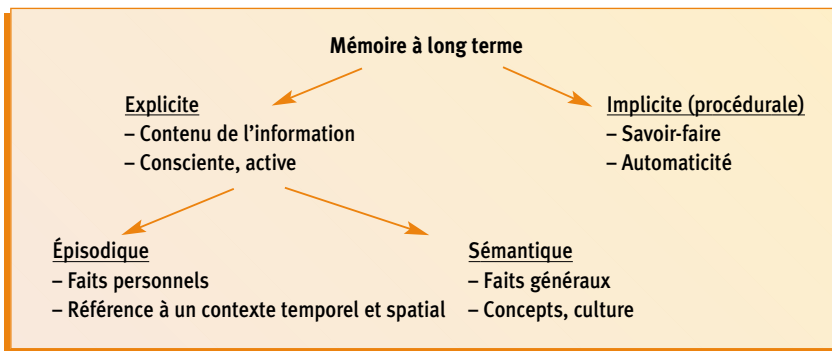 Mémoire à long terme
Explicite
– Contenu de l'information
– Consciente, active
Implicite (procédurale)
– Savoir-faire
– Automaticité
Épisodique
– Faits personnels
– Référence à un contexte temporel et spatial
Sémantique
– Faits généraux
– Concepts, culture